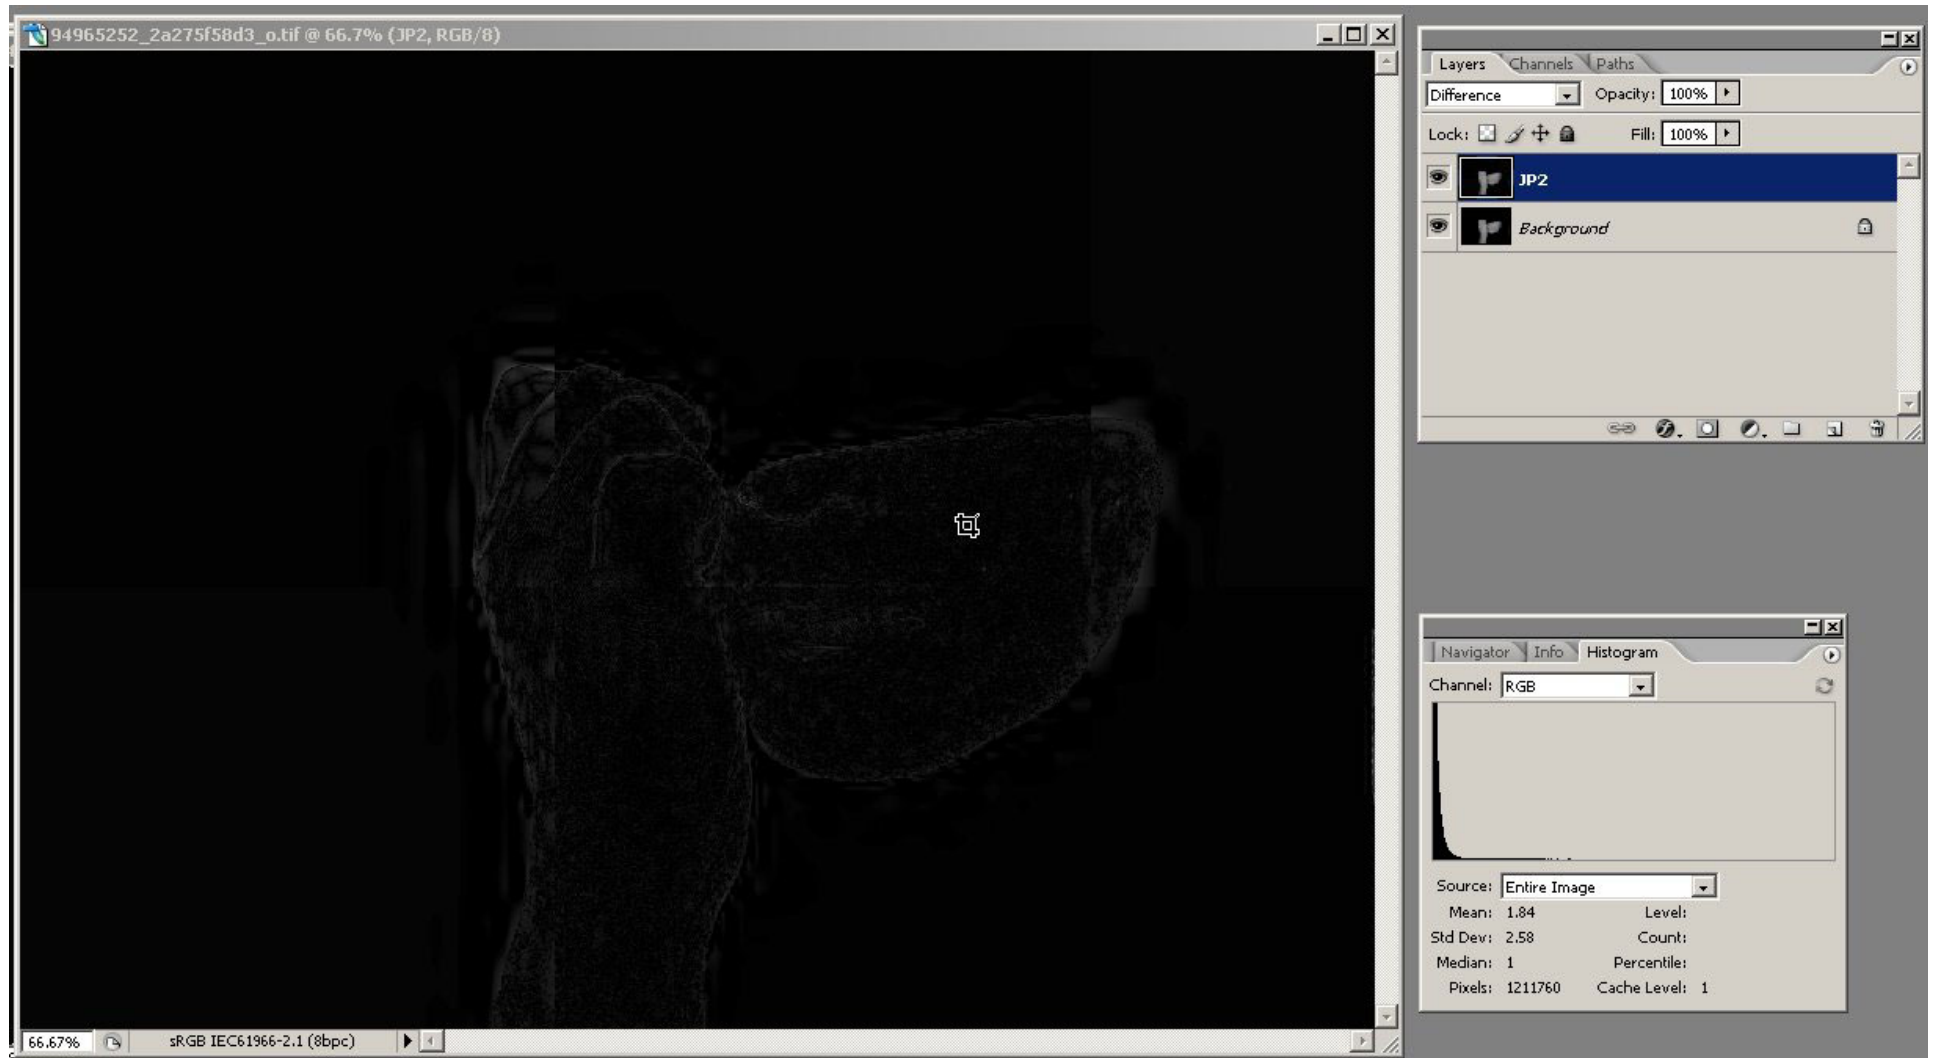 94965252_2a275f58d3_o.tif @ 66.7% (JP2, RGB/8)
66.67%
sRGB IEC61966-2.1 (8bpc)
Layers Channels Paths
Difference Opacity: 100%
Lock: Fill: 100%
JP2
Background
Navigator Info Histogram
Channel: RGB
Source: Entire Image
Mean: 1.84 Level:
Std Dev: 2.58 Count:
Median: 1 Percentile:
Pixels: 1211760 Cache Level: 1